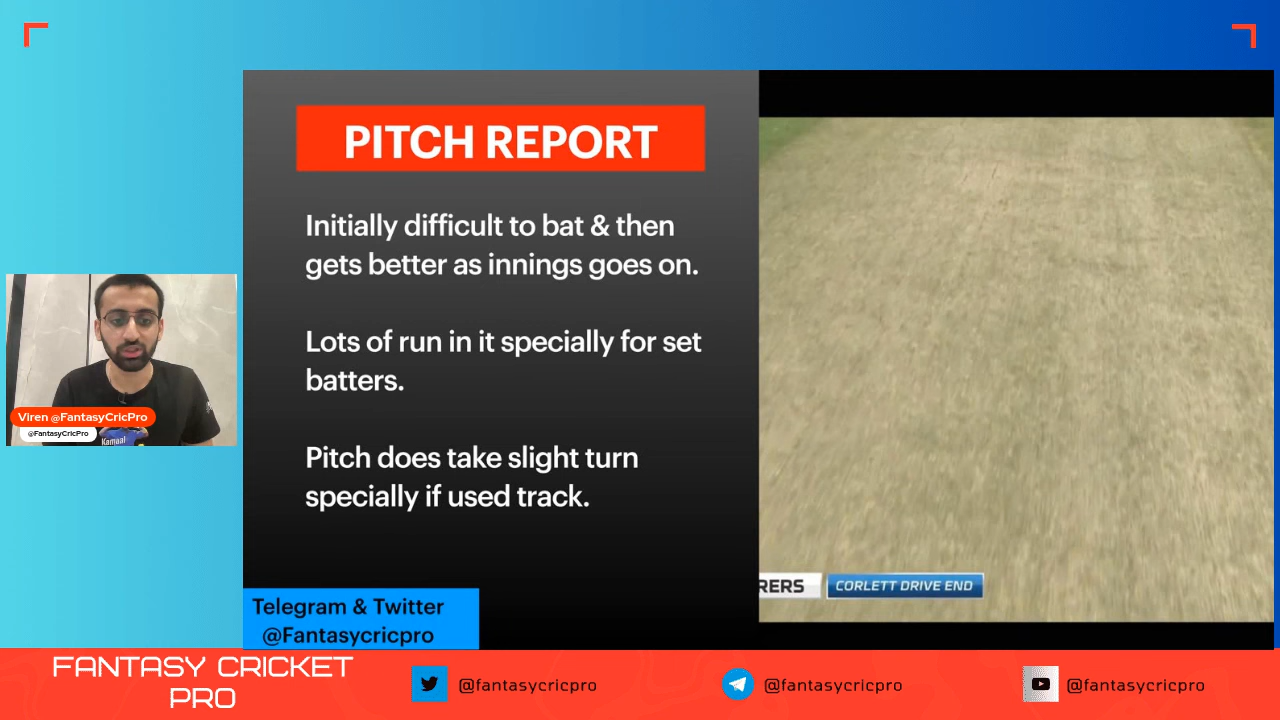 PITCH REPORT
Initially difficult to bat & then
gets better as innings goes on.
Lots of run in it specially for set
batters.
Pitch does take slight turn
specially if used track.
Viren @FantasyCricPro
@FantasyCricPro
Kamaal
RERS
CORLETT DRIVE END
Telegram & Twitter
@Fantasycricpro
FANTASY CRICKET
PRO
@fantasycricpro
@fantasycricpro
@fantasycricpro